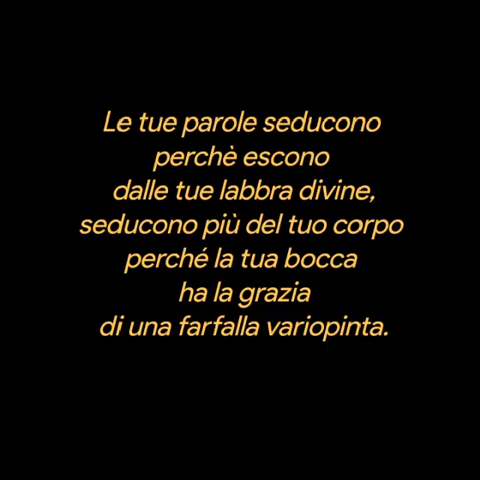 Le tue parole seducono
perchè escono
dalle tue labbra divine,
seducono più del tuo corpo
perché la tua bocca
ha la grazia
di una farfalla variopinta.